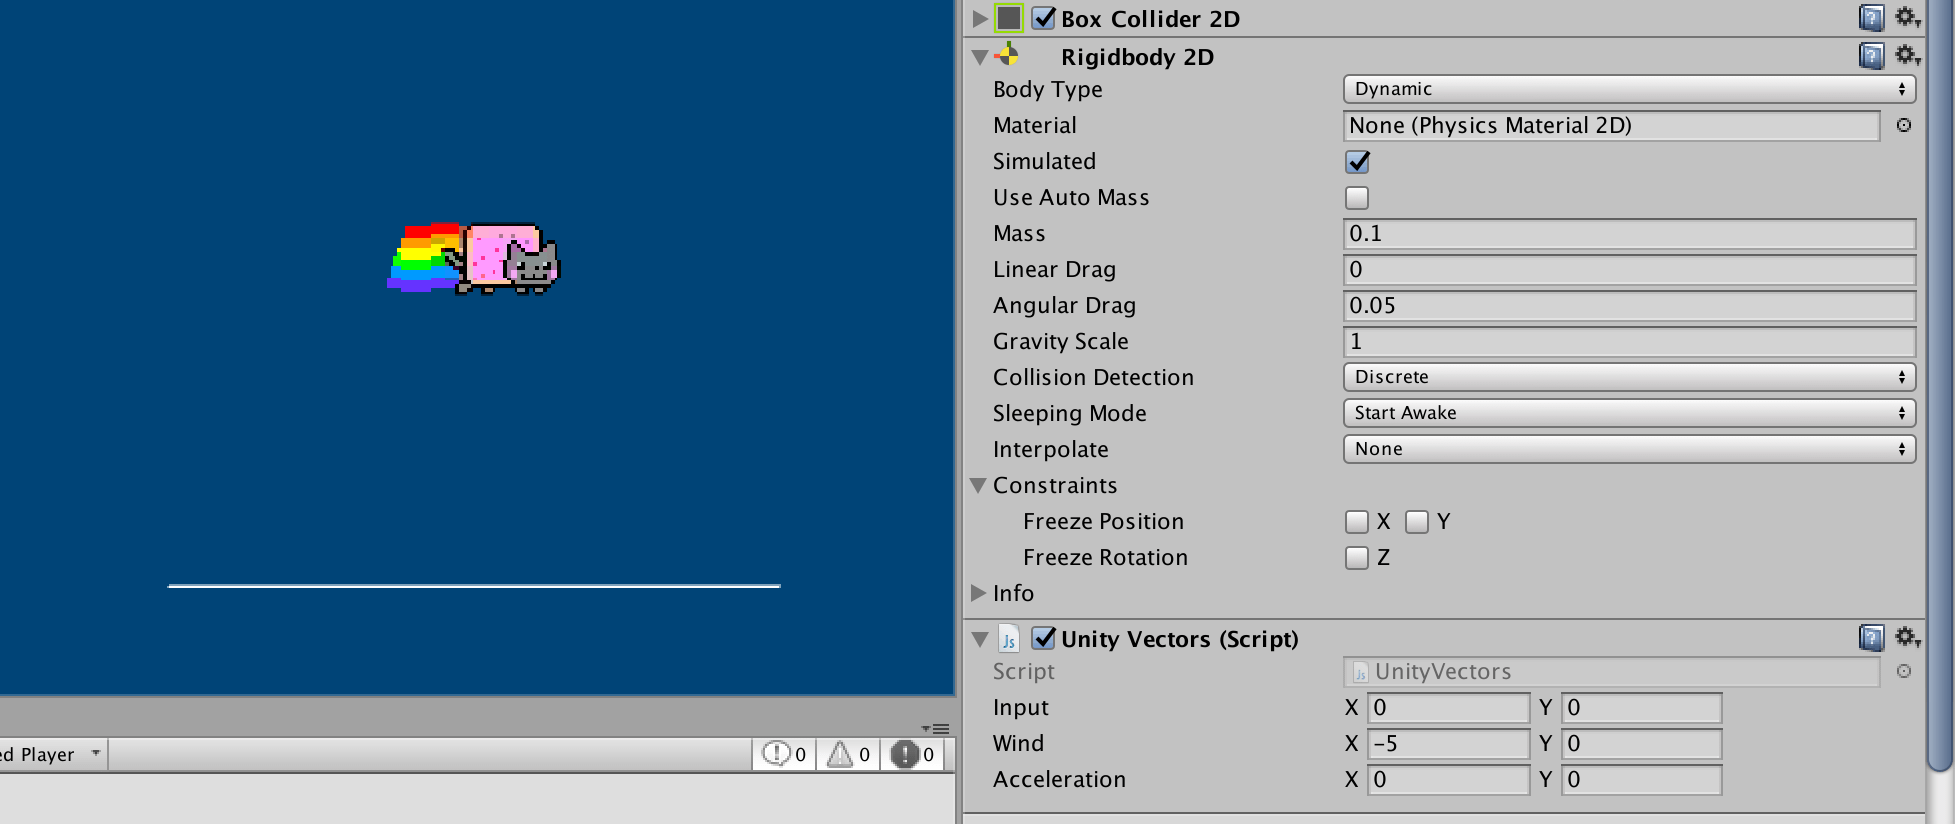 Box Collider 2D
Rigidbody 2D
Body Type Dynamic
Material None (Physics Material 2D)
Simulated
Use Auto Mass
Mass 0.1
Linear Drag 0
Angular Drag 0.05
Gravity Scale 1
Collision Detection Discrete
Sleeping Mode Start Awake
Interpolate None
Constraints
Freeze Position X Y
Freeze Rotation Z
Info
Js Unity Vectors (Script)
Script Js UnityVectors
Input X 0 Y 0
Wind X -5 Y 0
Acceleration X 0 Y 0
ed Player 0 0 0